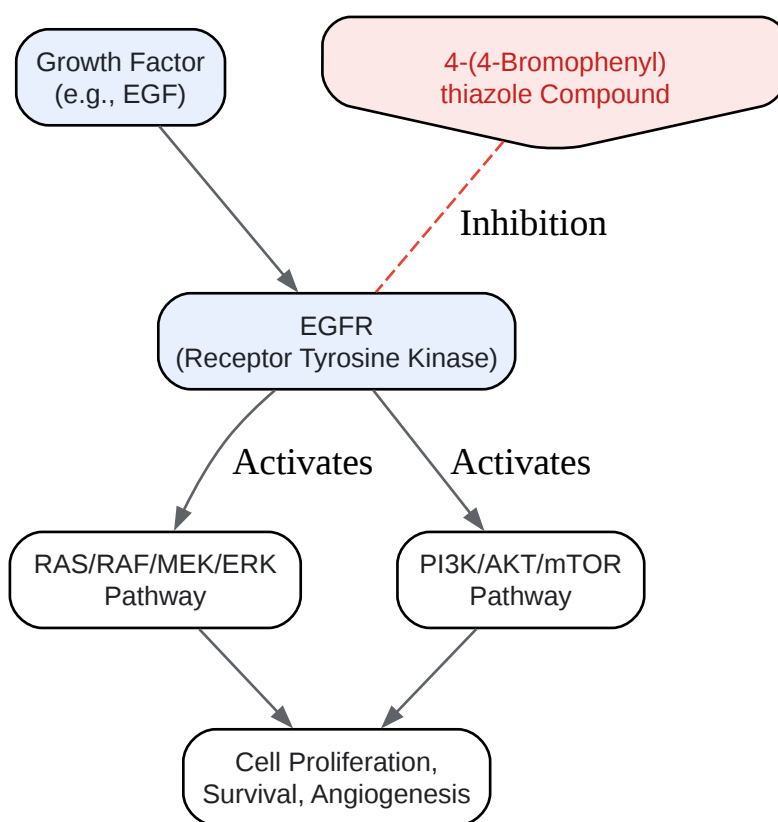 Growth Factor
(e.g., EGF)
4-(4-Bromophenyl)
thiazole Compound
Inhibition
EGFR
(Receptor Tyrosine Kinase)
Activates
Activates
RAS/RAF/MEK/ERK
Pathway
PI3K/AKT/mTOR
Pathway
Cell Proliferation,
Survival, Angiogenesis